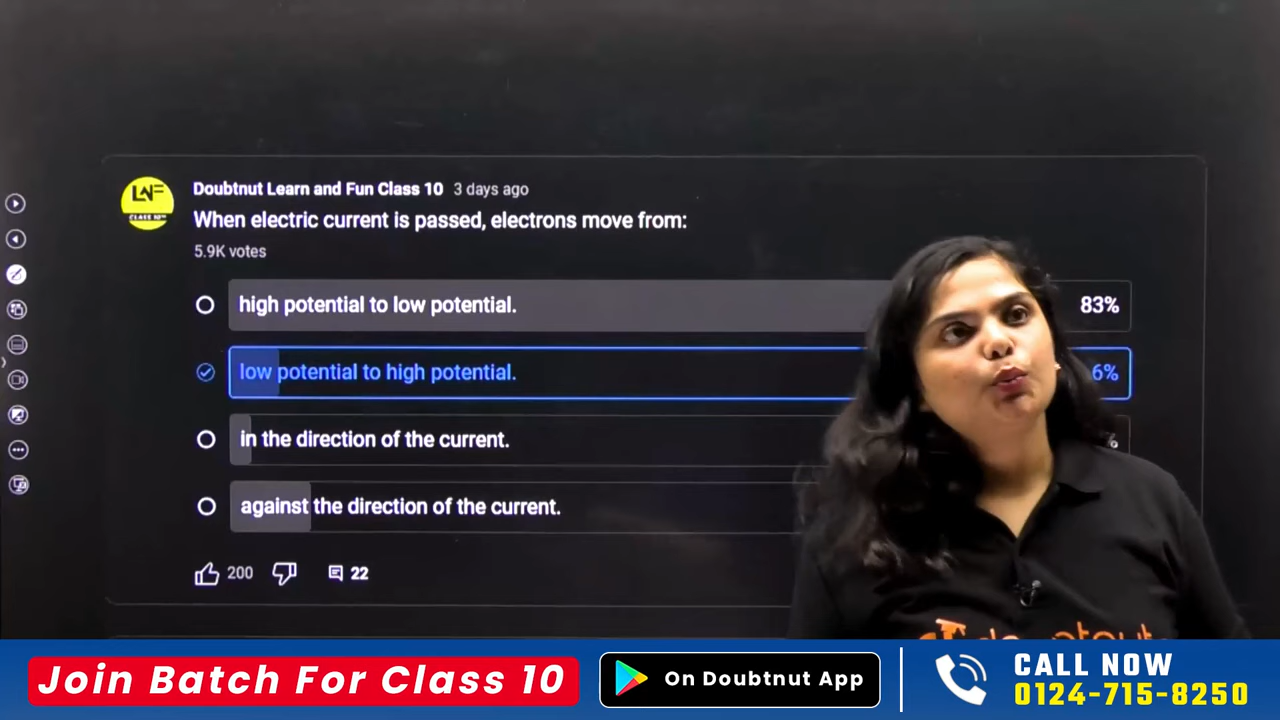 LNF
CLASS 10TH
Doubtnut Learn and Fun Class 10 3 days ago
When electric current is passed, electrons move from:
5.9K votes
high potential to low potential. 83%
low potential to high potential. 6%
in the direction of the current. %
against the direction of the current.
200 22
Join Batch For Class 10
On Doubtnut App
CALL NOW
0124-715-8250